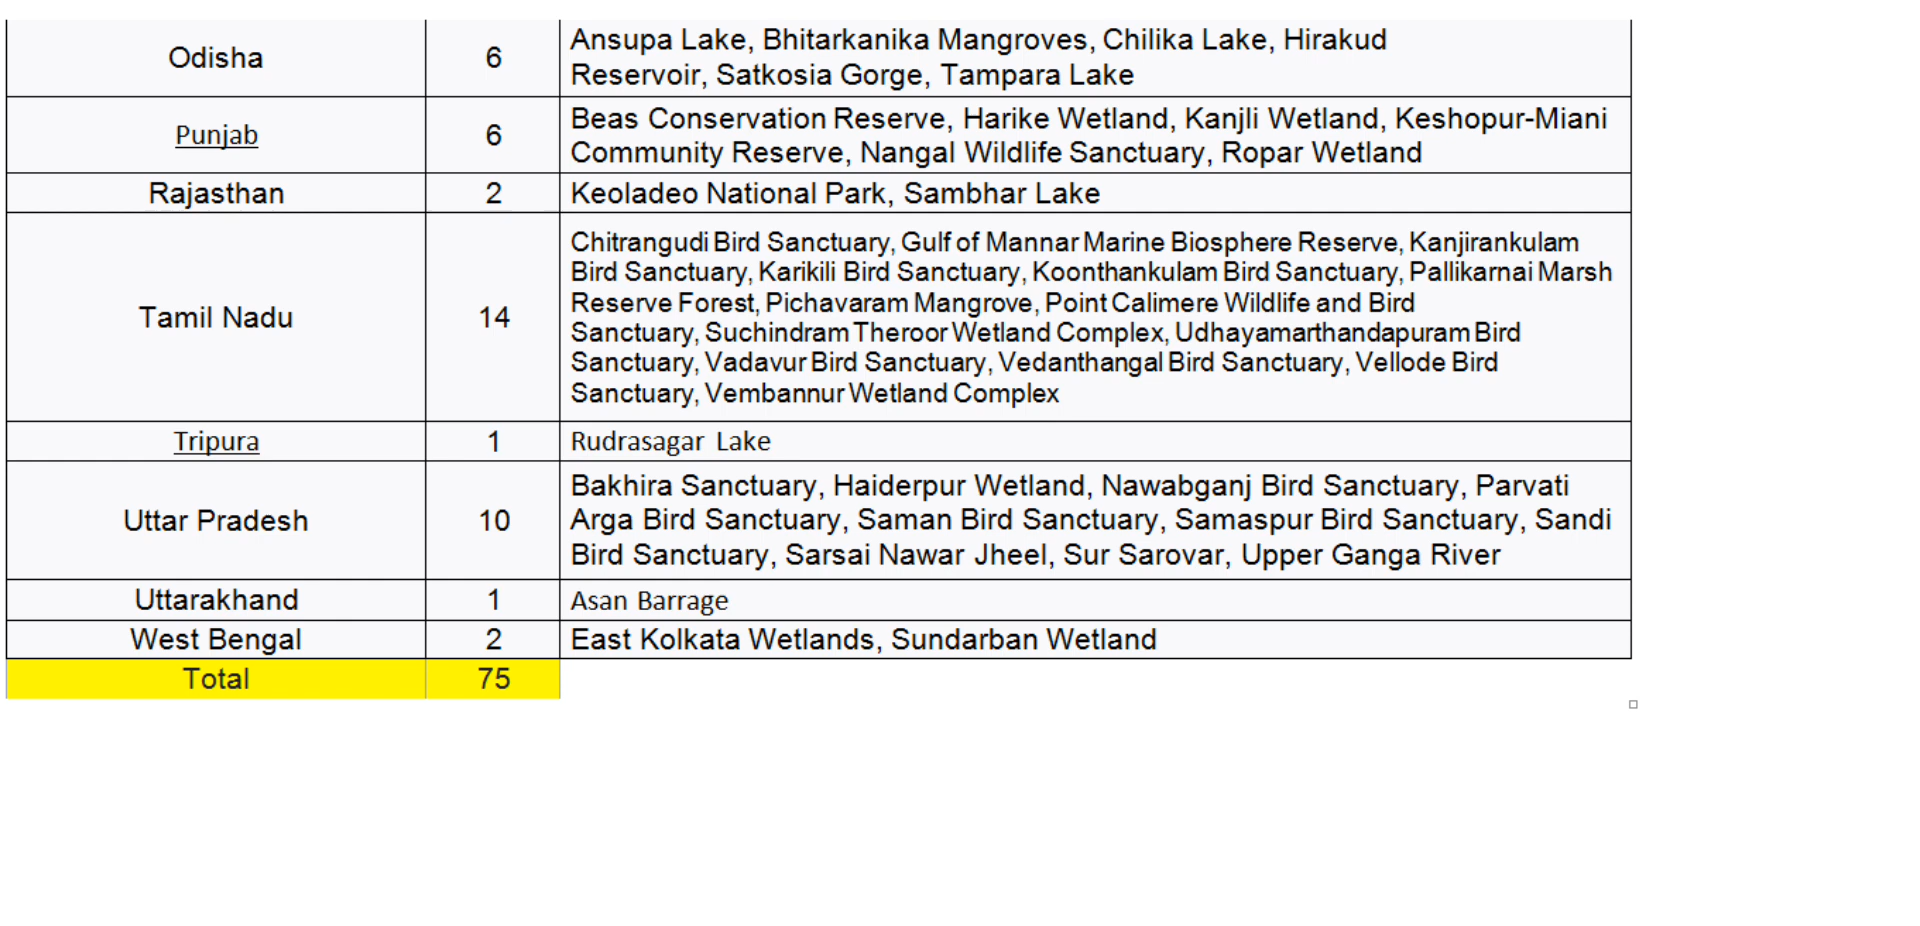 Odisha 6 Ansupa Lake, Bhitarkanika Mangroves, Chilika Lake, Hirakud
Reservoir, Satkosia Gorge, Tampara Lake
Punjab 6 Beas Conservation Reserve, Harike Wetland, Kanjli Wetland, Keshopur-Miani
Community Reserve, Nangal Wildlife Sanctuary, Ropar Wetland
Rajasthan 2 Keoladeo National Park, Sambhar Lake
Tamil Nadu 14 Chitrangudi Bird Sanctuary, Gulf of Mannar Marine Biosphere Reserve, Kanjirankulam
Bird Sanctuary, Karikili Bird Sanctuary, Koonthankulam Bird Sanctuary, Pallikarnai Marsh
Reserve Forest, Pichavaram Mangrove, Point Calimere Wildlife and Bird
Sanctuary, Suchindram Theroor Wetland Complex, Udhayamarthandapuram Bird
Sanctuary, Vadavur Bird Sanctuary, Vedanthangal Bird Sanctuary, Vellode Bird
Sanctuary, Vembannur Wetland Complex
Tripura 1 Rudrasagar Lake
Uttar Pradesh 10 Bakhira Sanctuary, Haiderpur Wetland, Nawabganj Bird Sanctuary, Parvati
Arga Bird Sanctuary, Saman Bird Sanctuary, Samaspur Bird Sanctuary, Sandi
Bird Sanctuary, Sarsai Nawar Jheel, Sur Sarovar, Upper Ganga River
Uttarakhand 1 Asan Barrage
West Bengal 2 East Kolkata Wetlands, Sundarban Wetland
Total 75